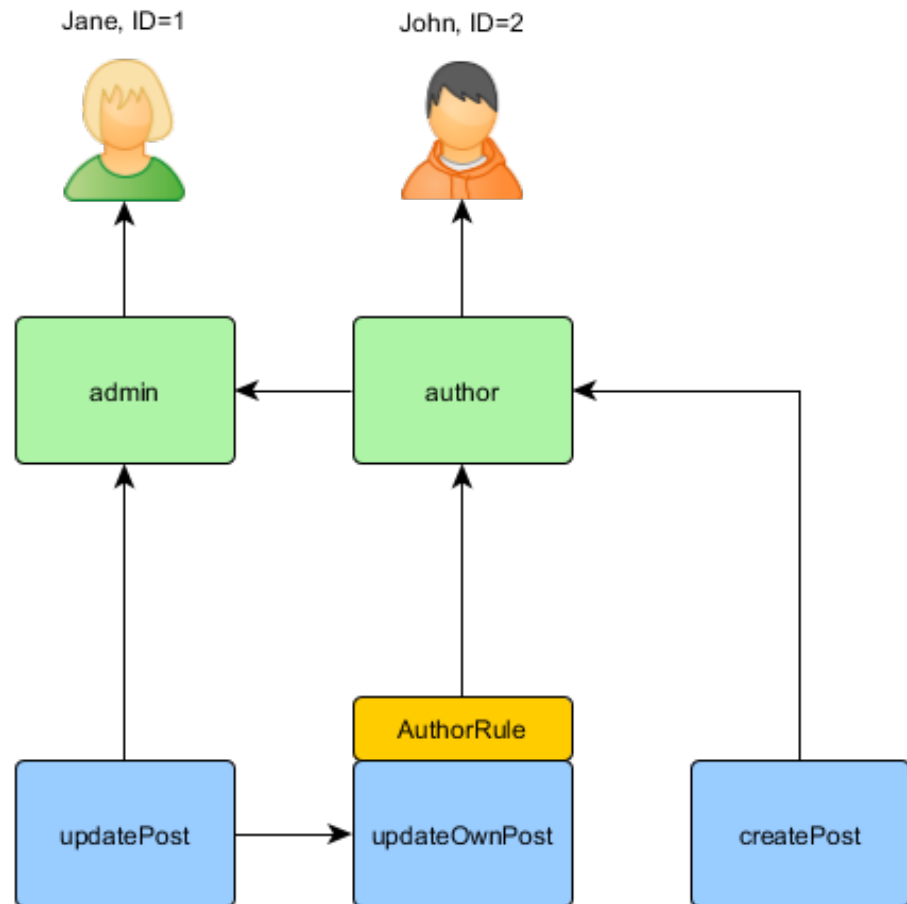 Jane, ID=1
John, ID=2
admin
author
AuthorRule
updatePost
updateOwnPost
createPost